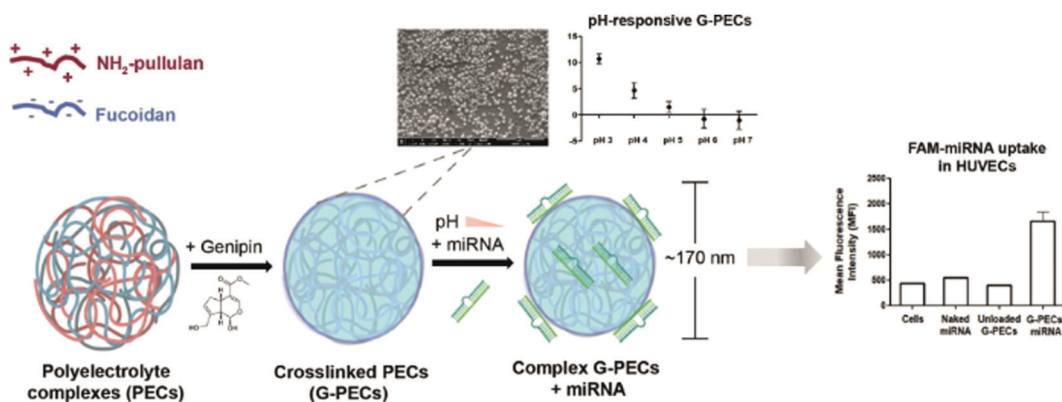 NH2-pullulan
Fucoidan
pH-responsive G-PECs
15
10
5
0
-5
pH 3
pH 4
pH 5
pH 6
pH 7
Polyelectrolyte
complexes (PECs)
+ Genipin
HO
OH
O
O
O
H
H
Crosslinked PECs
(G-PECs)
pH
+ miRNA
Complex G-PECs
+ miRNA
~170 nm
FAM-miRNA uptake
in HUVECs
Mean Fluorescence
Intensity (MFI)
2500
2000
1500
1000
500
0
Cells
Naked
miRNA
Unloaded
G-PECs
G-PECs
miRNA